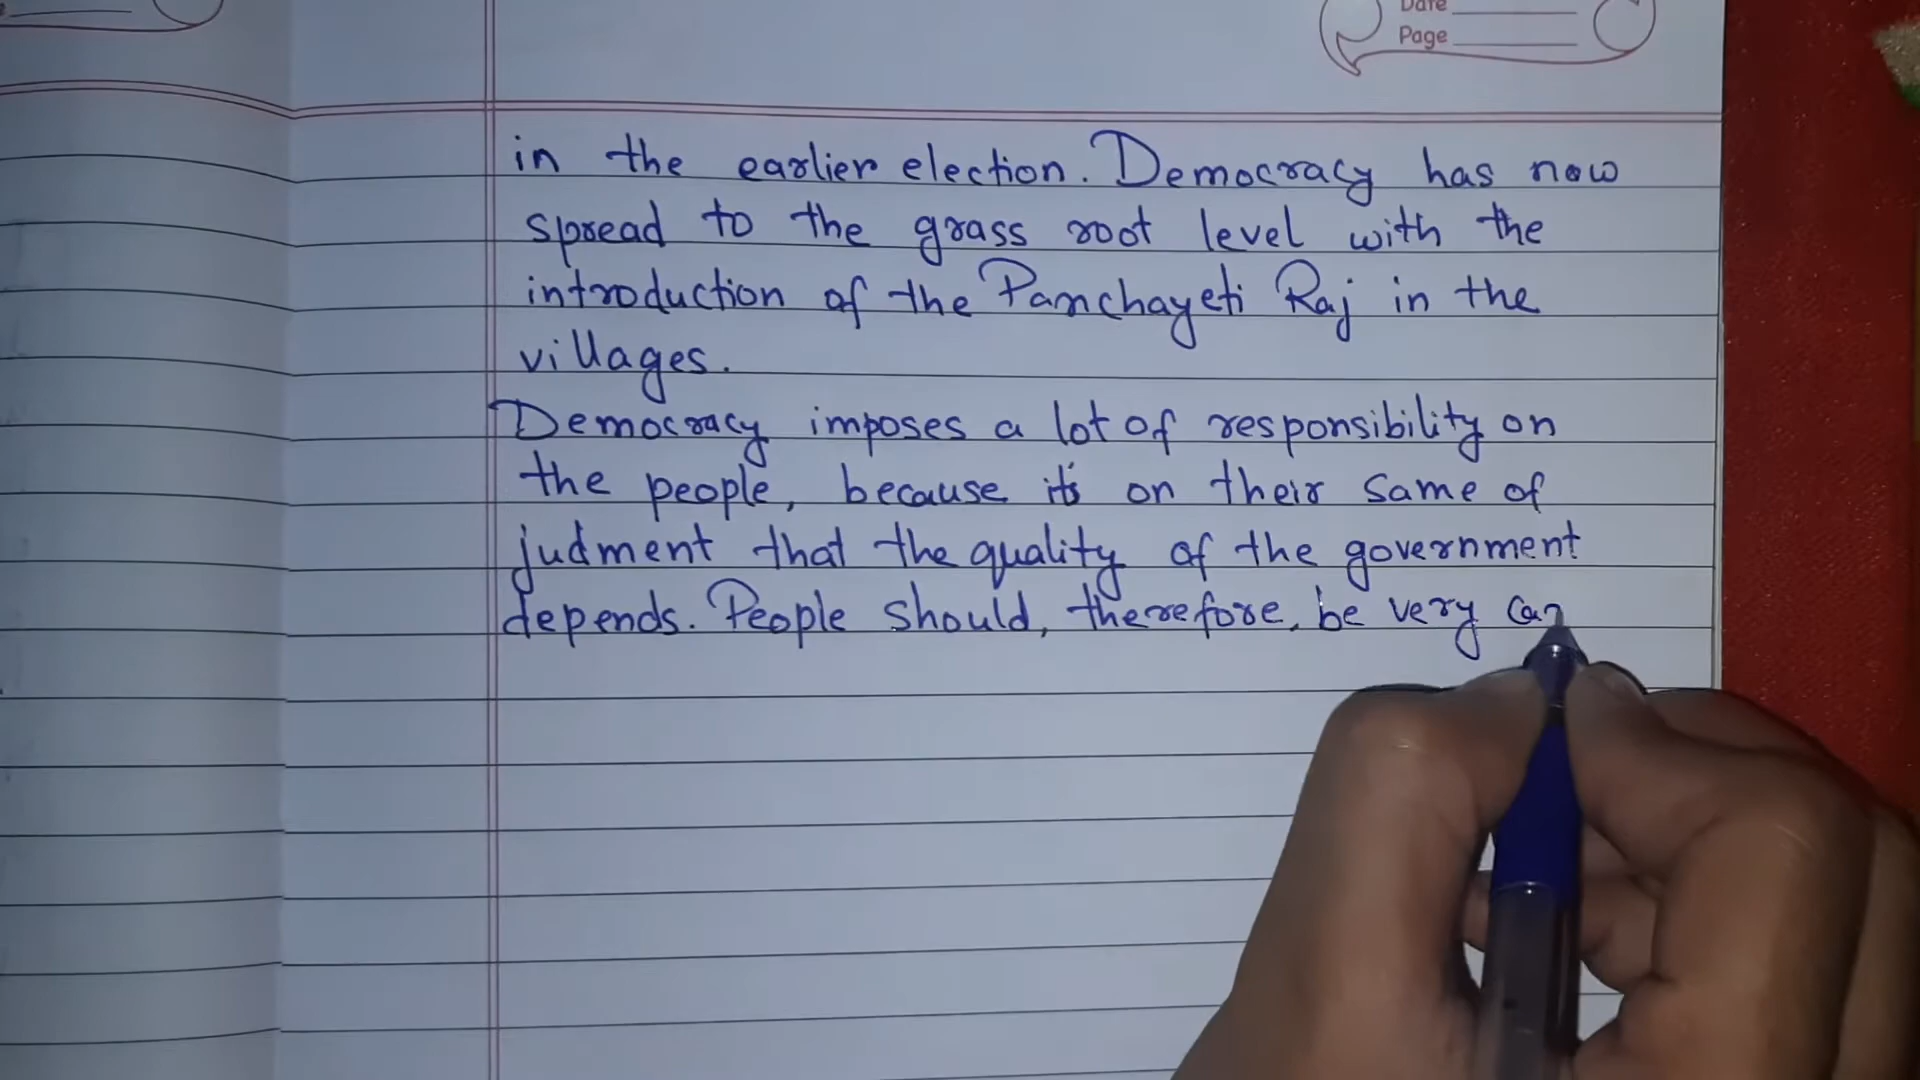 Date
Page
in the earlier election. Democracy has now
spread to the grass root level with the
introduction of the Panchayeti Raj in the
villages.
Democracy imposes a lot of responsibility on
the people, because its on their same of
judment that the quality of the government
depends. People should, therefore, be very car